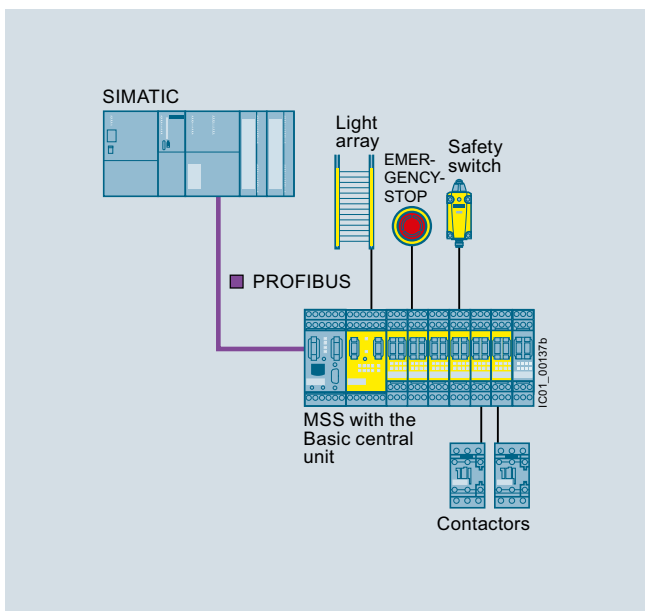 SIMATIC
Light
array
EMER-
GENCY-
STOP
Safety
switch
PROFIBUS
IC01_00137b
MSS with the
Basic central
unit
Contactors